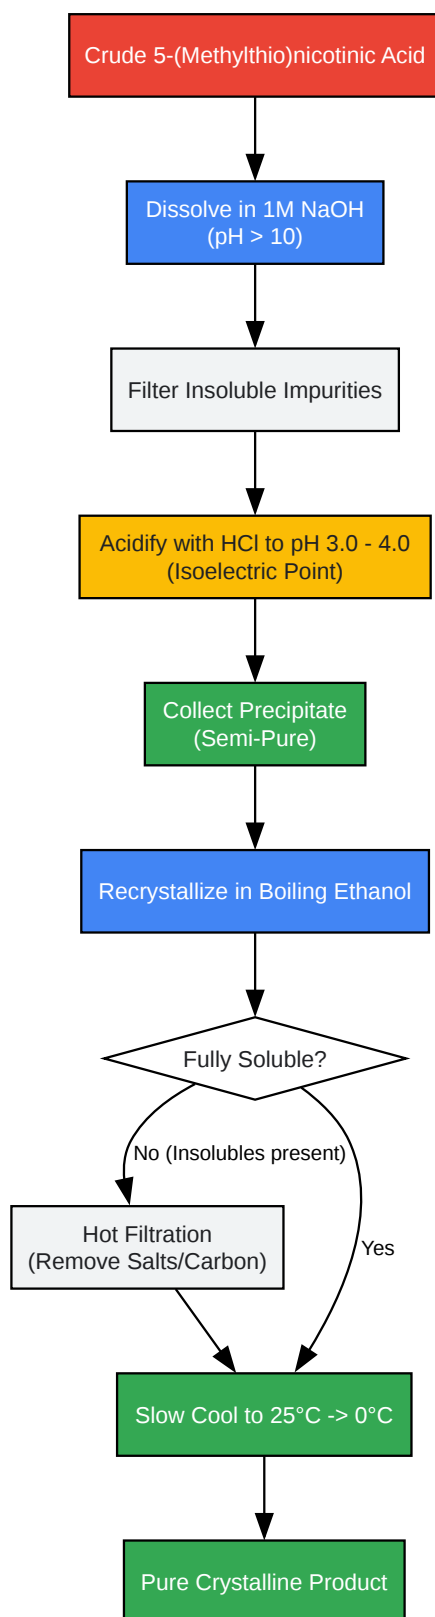 Crude 5-(Methylthio)nicotinic Acid
Dissolve in 1M NaOH
(pH > 10)
Filter Insoluble Impurities
Acidify with HCl to pH 3.0 - 4.0
(Isoelectric Point)
Collect Precipitate
(Semi-Pure)
Recrystallize in Boiling Ethanol
Fully Soluble?
No (Insolubles present)
Hot Filtration
(Remove Salts/Carbon)
Yes
Slow Cool to 25°C -> 0°C
Pure Crystalline Product